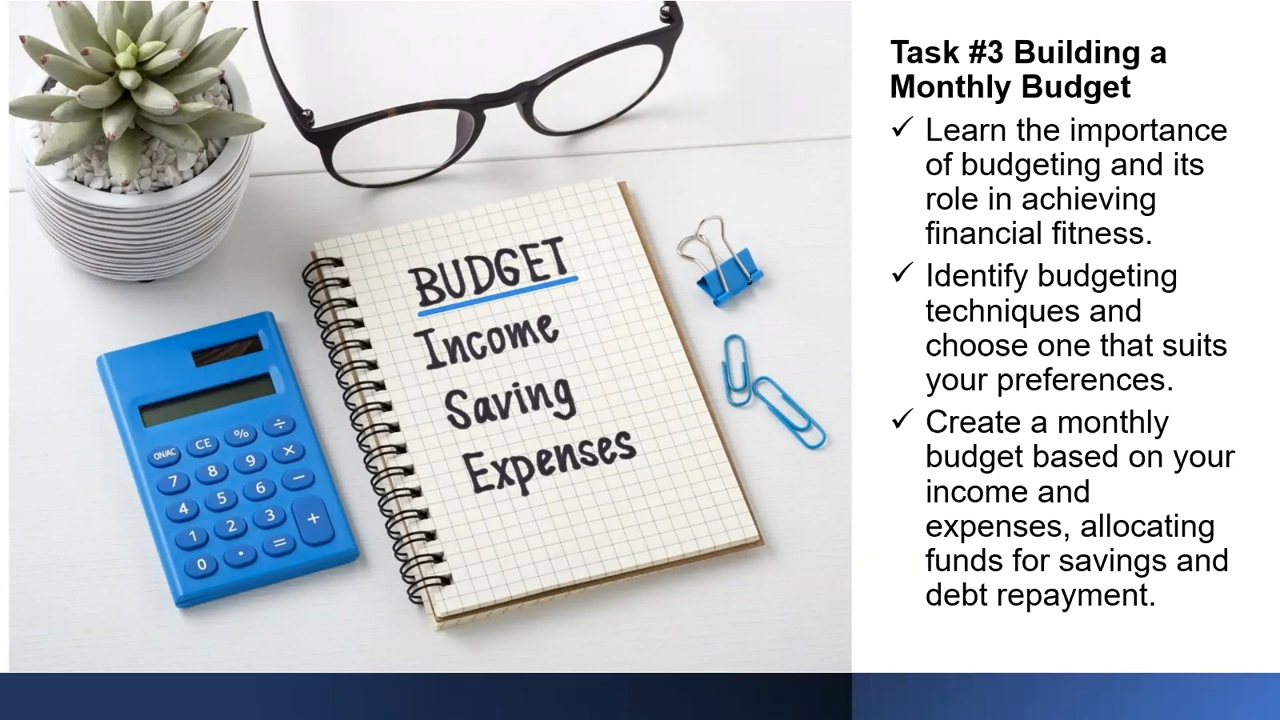 BUDGET
Income
Saving
Expenses
ON/AC CE % ÷
7 8 9 ×
4 5 6 −
1 2 3 +
0 · =
Task #3 Building a
Monthly Budget
✓ Learn the importance
of budgeting and its
role in achieving
financial fitness.
✓ Identify budgeting
techniques and
choose one that suits
your preferences.
✓ Create a monthly
budget based on your
income and
expenses, allocating
funds for savings and
debt repayment.